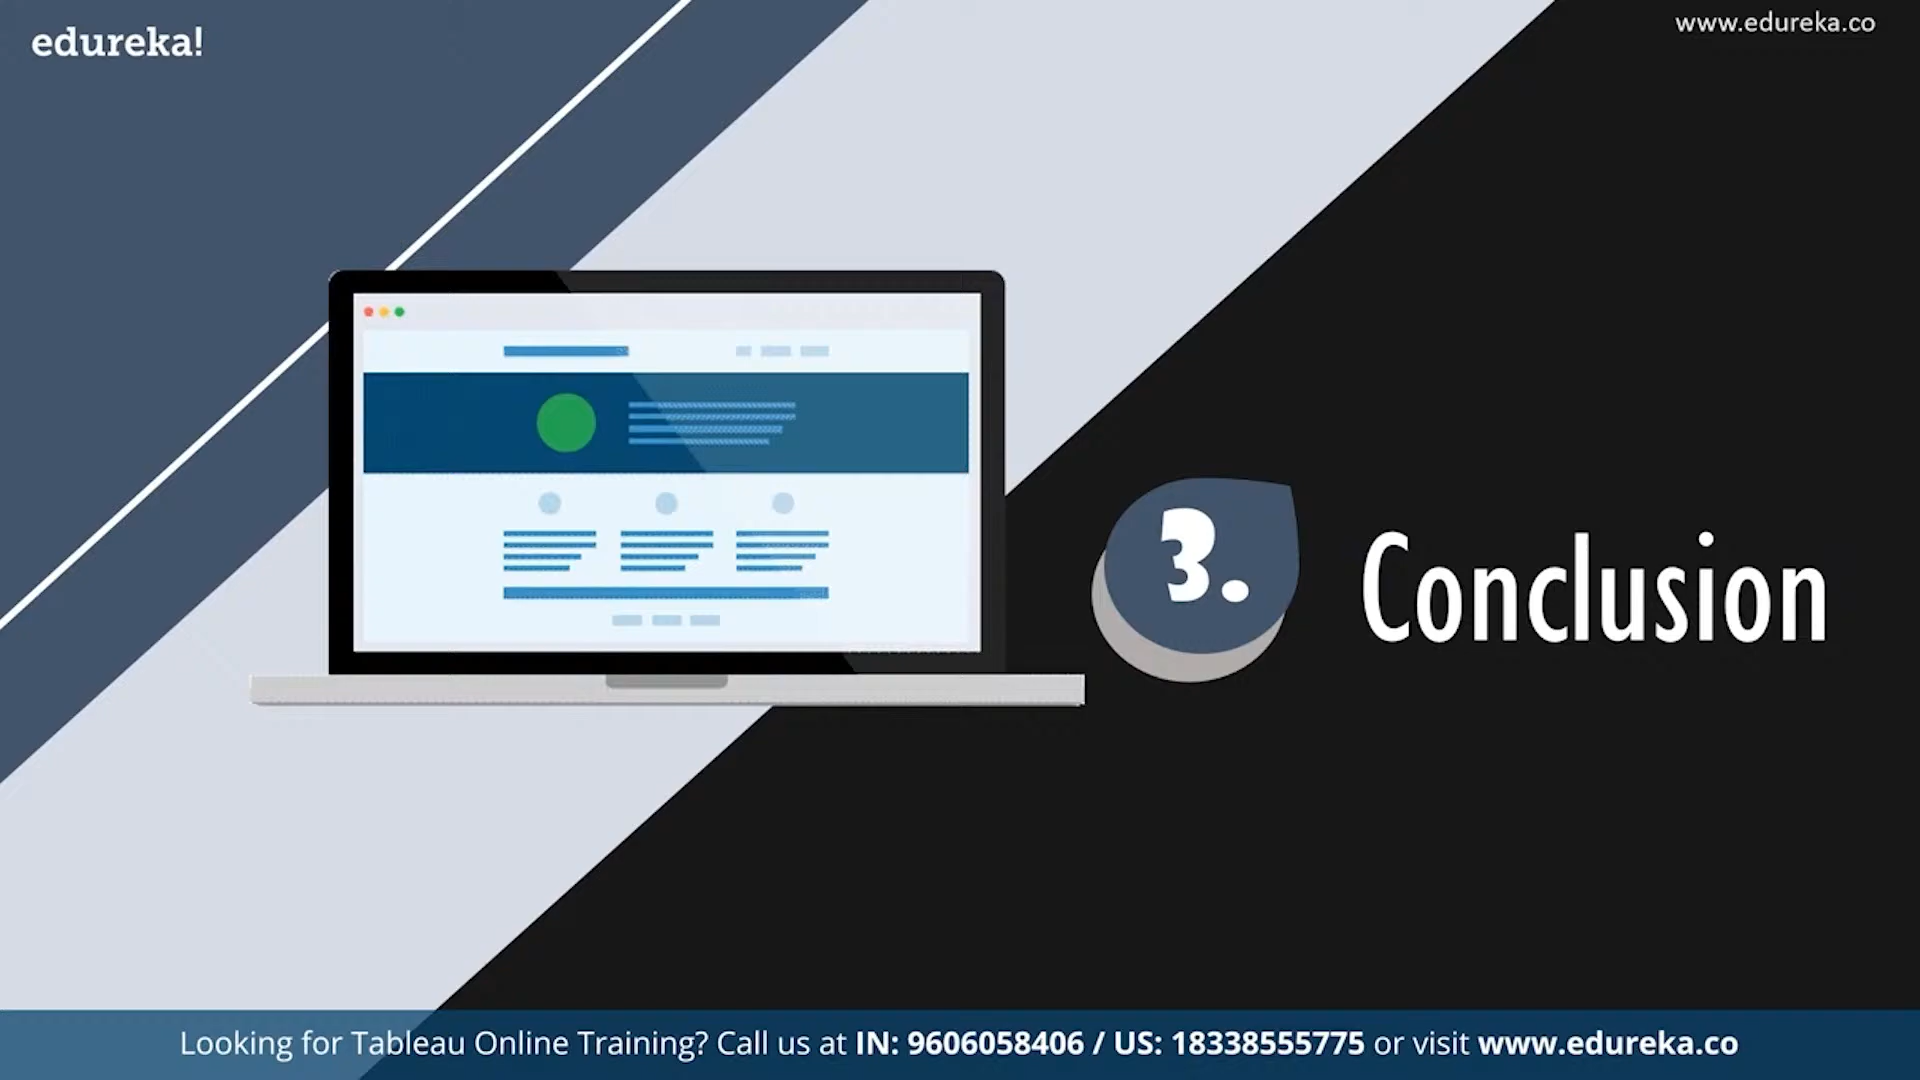 edureka!
www.edureka.co
3.
Conclusion
Looking for Tableau Online Training? Call us at IN: 9606058406 / US: 18338555775 or visit www.edureka.co